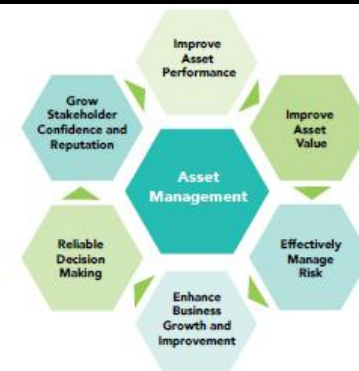 Improve
Asset
Performance
Improve
Asset
Value
Effectively
Manage
Risk
Enhance
Business
Growth and
Improvement
Reliable
Decision
Making
Grow
Stakeholder
Confidence and
Reputation
Asset
Management